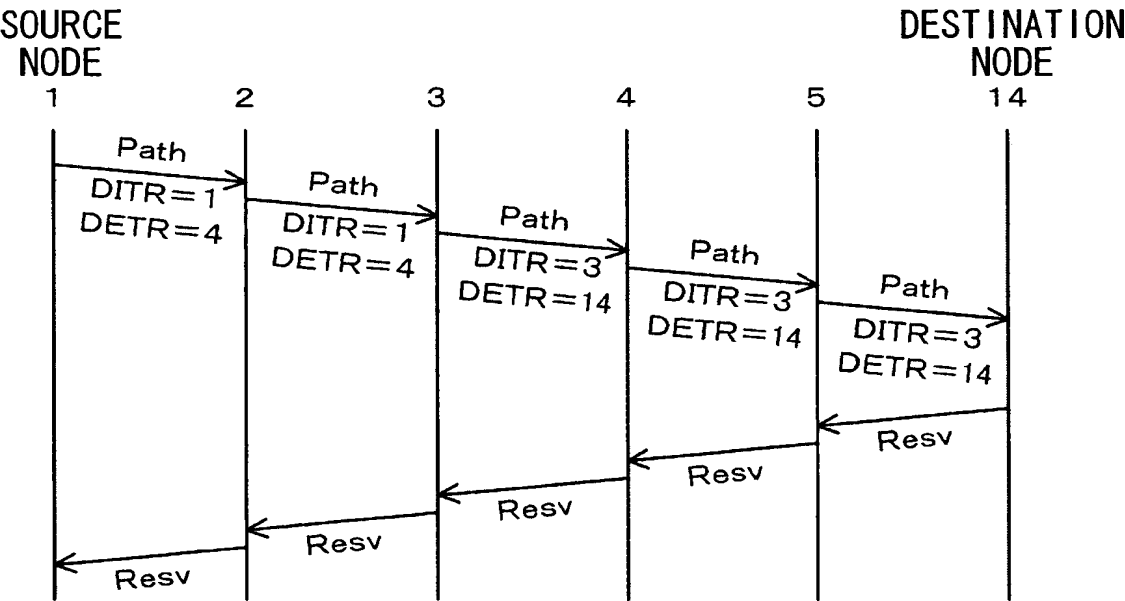 SOURCE
NODE
DESTINATION
NODE
1
2
3
4
5
14
Path
DITR=1
DETR=4
Path
DITR=1
DETR=4
Path
DITR=3
DETR=14
Path
DITR=3
DETR=14
Path
DITR=3
DETR=14
Resv
Resv
Resv
Resv
Resv